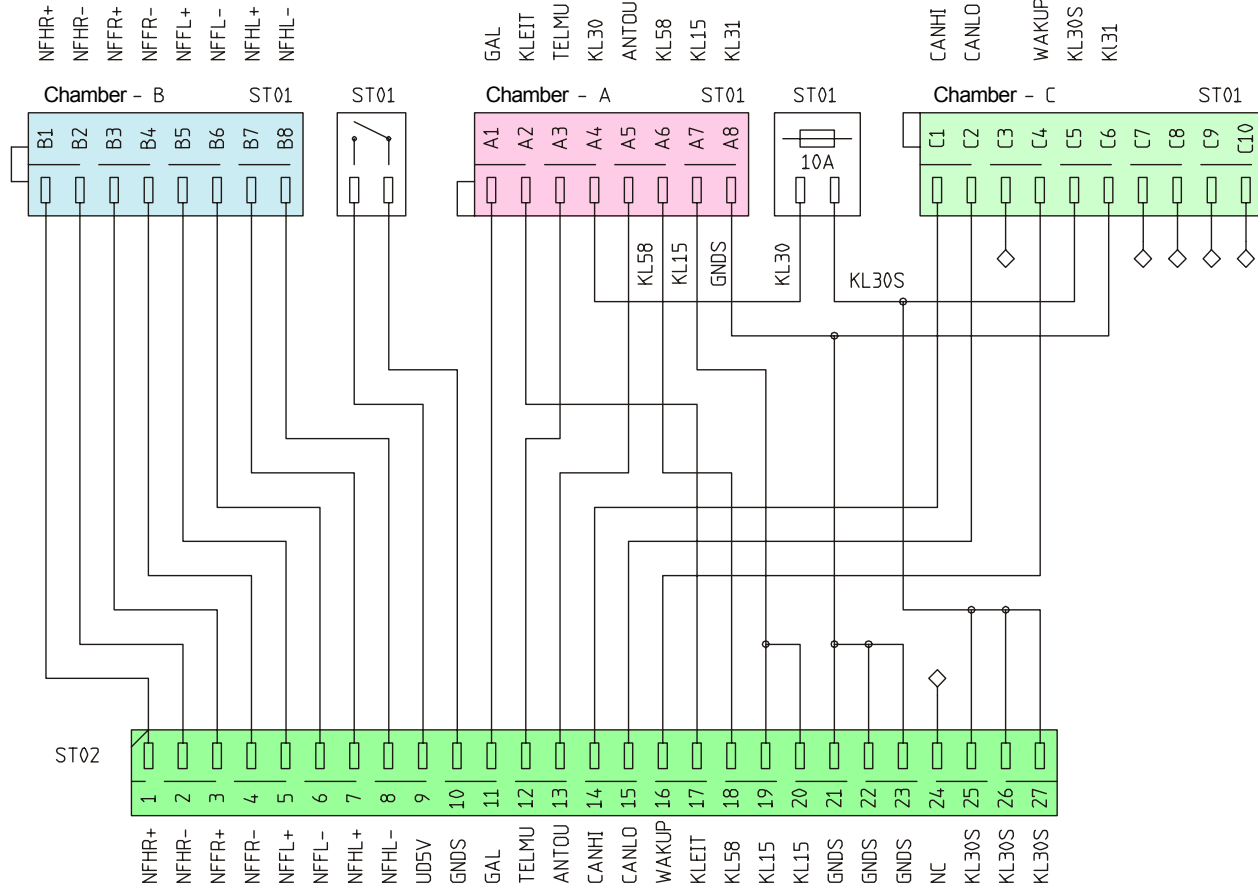 NFHR+ NFHR- NFFR+ NFFR- NFFL+ NFFL- NFHL+ NFHL- GAL KLEIT TELMU KL30 ANTOU KL58 KL15 KL31 CANHI CANLO WAKUP KL30S KL31
Chamber - B ST01 ST01 Chamber - A ST01 ST01 Chamber - C ST01
B1 B2 B3 B4 B5 B6 B7 B8 A1 A2 A3 A4 A5 A6 A7 A8 C1 C2 C3 C4 C5 C6 C7 C8 C9 C10
10A
KL58 KL15 GNDS KL30 KL30S
ST02
1 2 3 4 5 6 7 8 9 10 11 12 13 14 15 16 17 18 19 20 21 22 23 24 25 26 27
NFHR+ NFHR- NFFR+ NFFR- NFFL+ NFFL- NFHL+ NFHL- UD5V GNDS GAL TELMU ANTOU CANHI CANLO WAKUP KLEIT KL58 KL15 KL15 GNDS GNDS GNDS NC KL30S KL30S KL30S